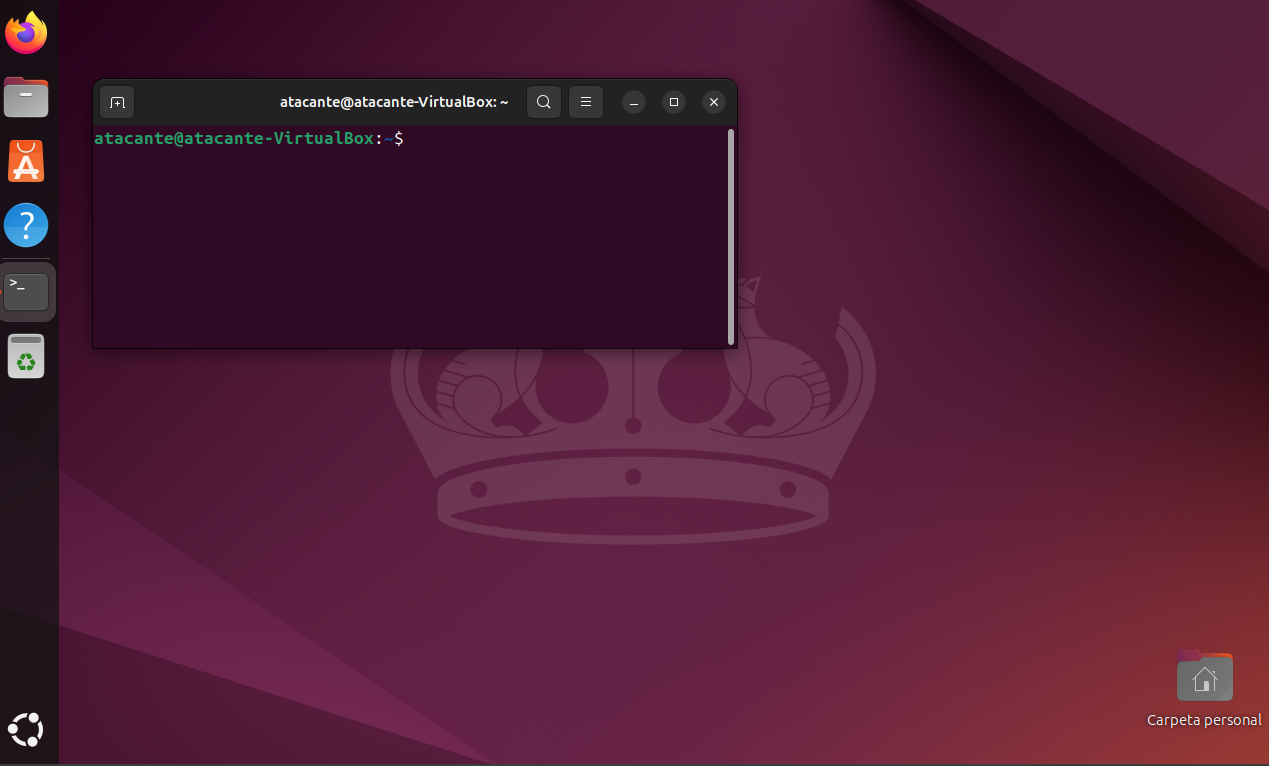 atacante@atacante-VirtualBox: ~
atacante@atacante-VirtualBox:~$
>_
Carpeta personal